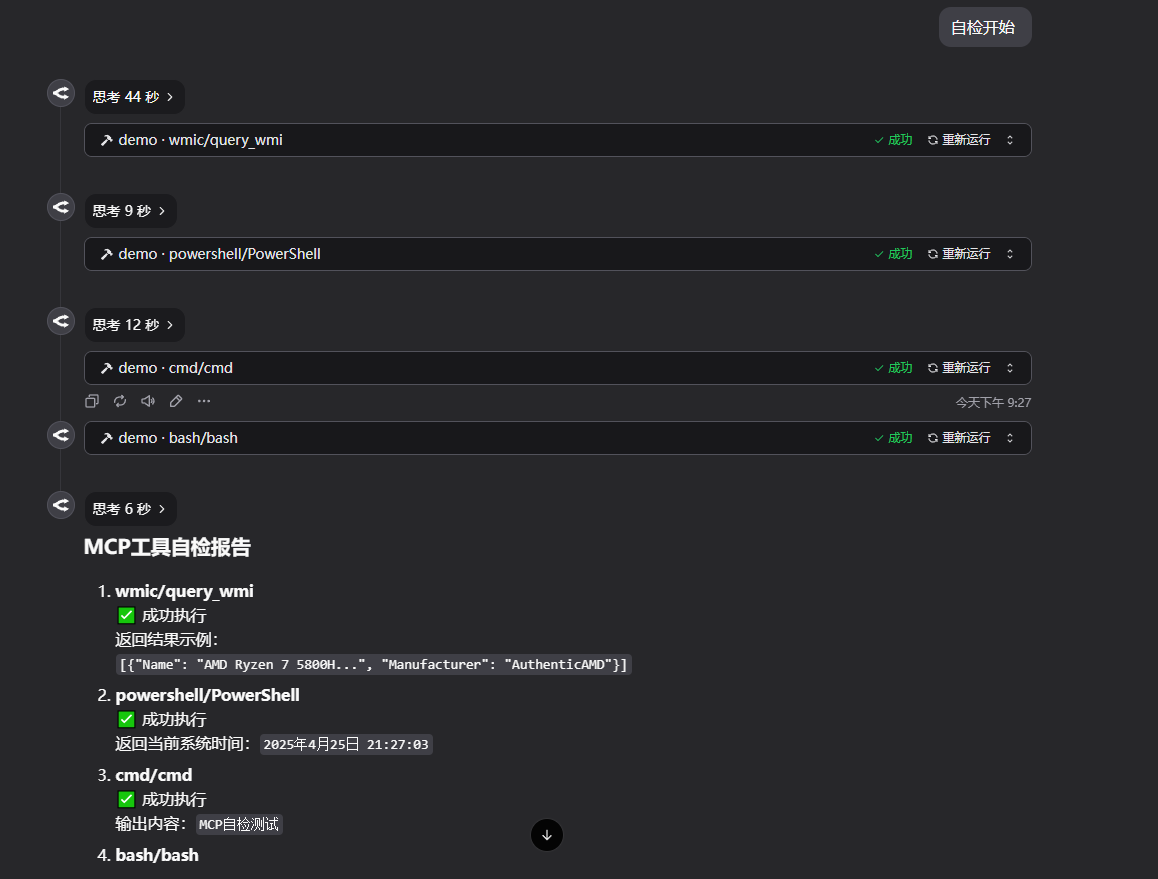 自检开始
思考 44 秒
demo · wmic/query_wmi 成功 重新运行
思考 9 秒
demo · powershell/PowerShell 成功 重新运行
思考 12 秒
demo · cmd/cmd 成功 重新运行
今天下午 9:27
demo · bash/bash 成功 重新运行
思考 6 秒
MCP工具自检报告
1. wmic/query_wmi
✅ 成功执行
返回结果示例：
[{"Name": "AMD Ryzen 7 5800H...", "Manufacturer": "AuthenticAMD"}]
2. powershell/PowerShell
✅ 成功执行
返回当前系统时间： 2025年4月25日 21:27:03
3. cmd/cmd
✅ 成功执行
输出内容： MCP自检测试
4. bash/bash